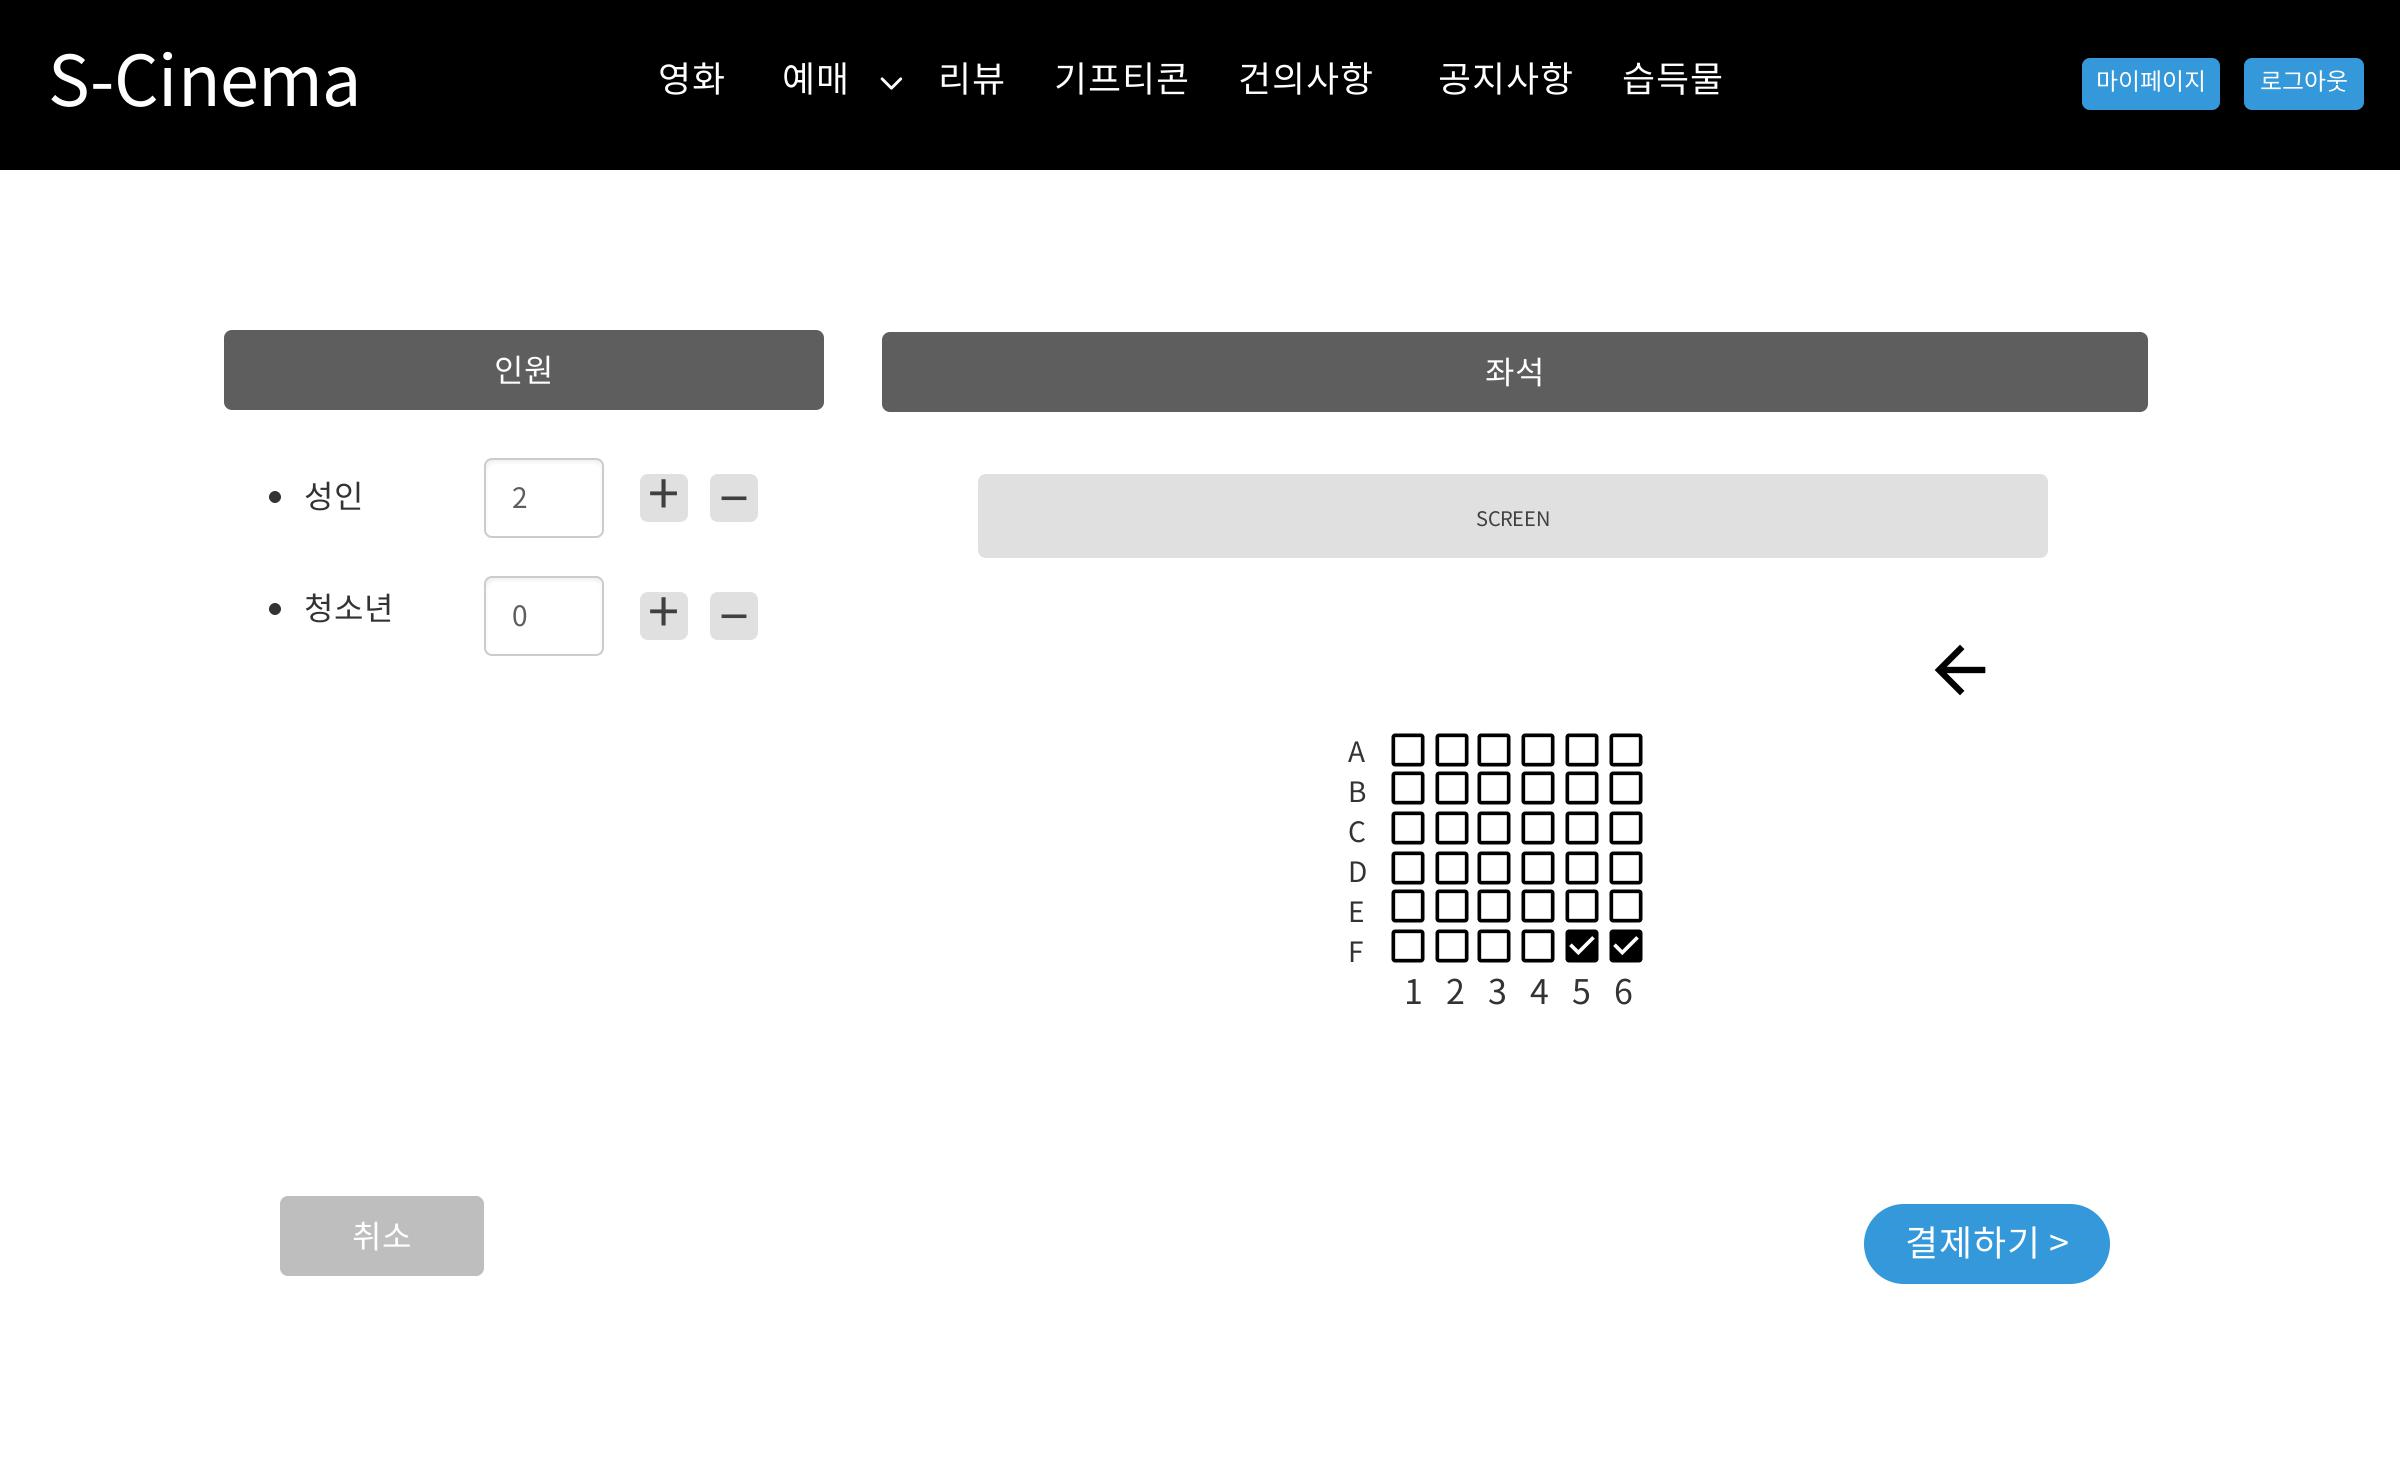 S-Cinema
영화 예매 리뷰 기프티콘 건의사항 공지사항 습득물
마이페이지 로그아웃
인원
좌석
성인 2 + −
청소년 0 + −
SCREEN
A
B
C
D
E
F
1 2 3 4 5 6
취소
결제하기 >